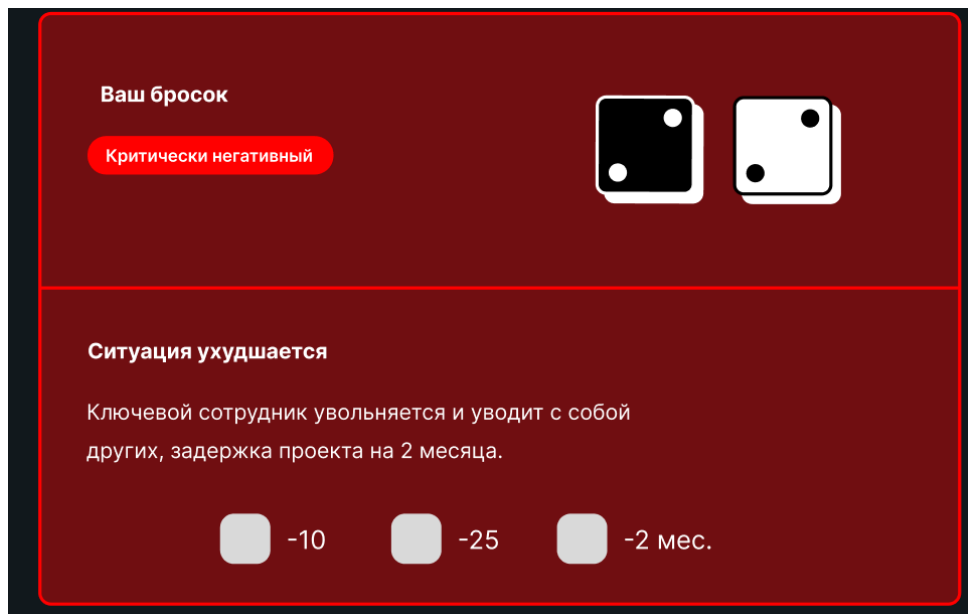 Ваш бросок
Критически негативный
Ситуация ухудшается
Ключевой сотрудник увольняется и уводит с собой
других, задержка проекта на 2 месяца.
-10 -25 -2 мес.